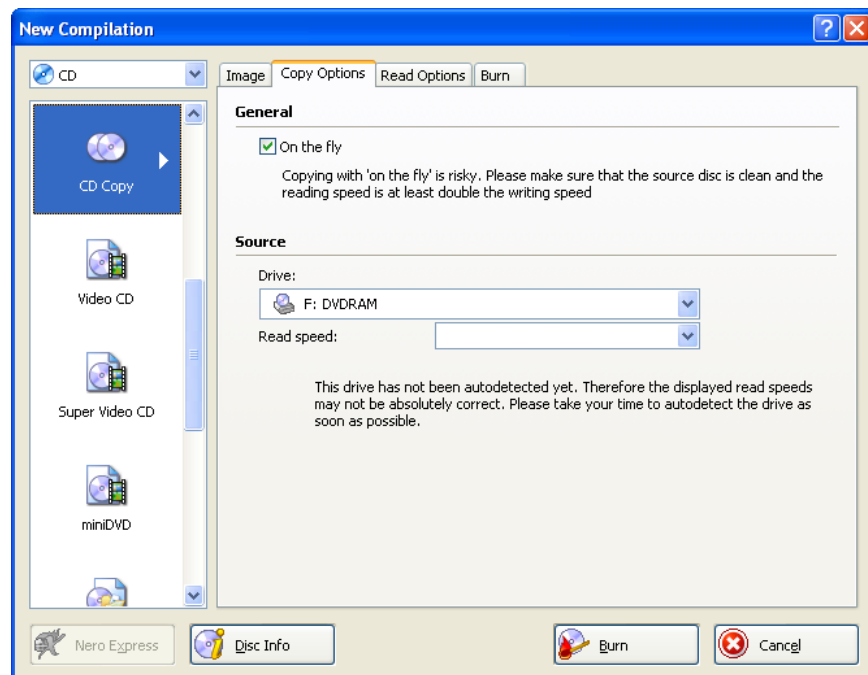 New Compilation
CD
Image
Copy Options
Read Options
Burn
CD Copy
Video CD
Super Video CD
miniDVD
General
On the fly
Copying with 'on the fly' is risky. Please make sure that the source disc is clean and the
reading speed is at least double the writing speed
Source
Drive:
F: DVDRAM
Read speed:
This drive has not been autodetected yet. Therefore the displayed read speeds
may not be absolutely correct. Please take your time to autodetect the drive as
soon as possible.
Nero Express
Disc Info
Burn
Cancel